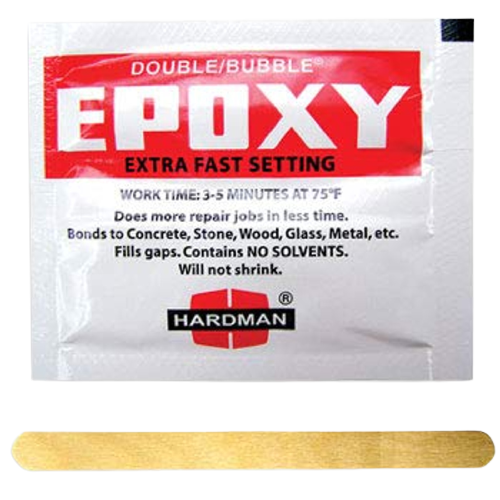 DOUBLE/BUBBLE®
EPOXY
EXTRA FAST SETTING
WORK TIME: 3-5 MINUTES AT 75°F
Does more repair jobs in less time.
Bonds to Concrete, Stone, Wood, Glass, Metal, etc.
Fills gaps. Contains NO SOLVENTS.
Will not shrink.
HARDMAN ®